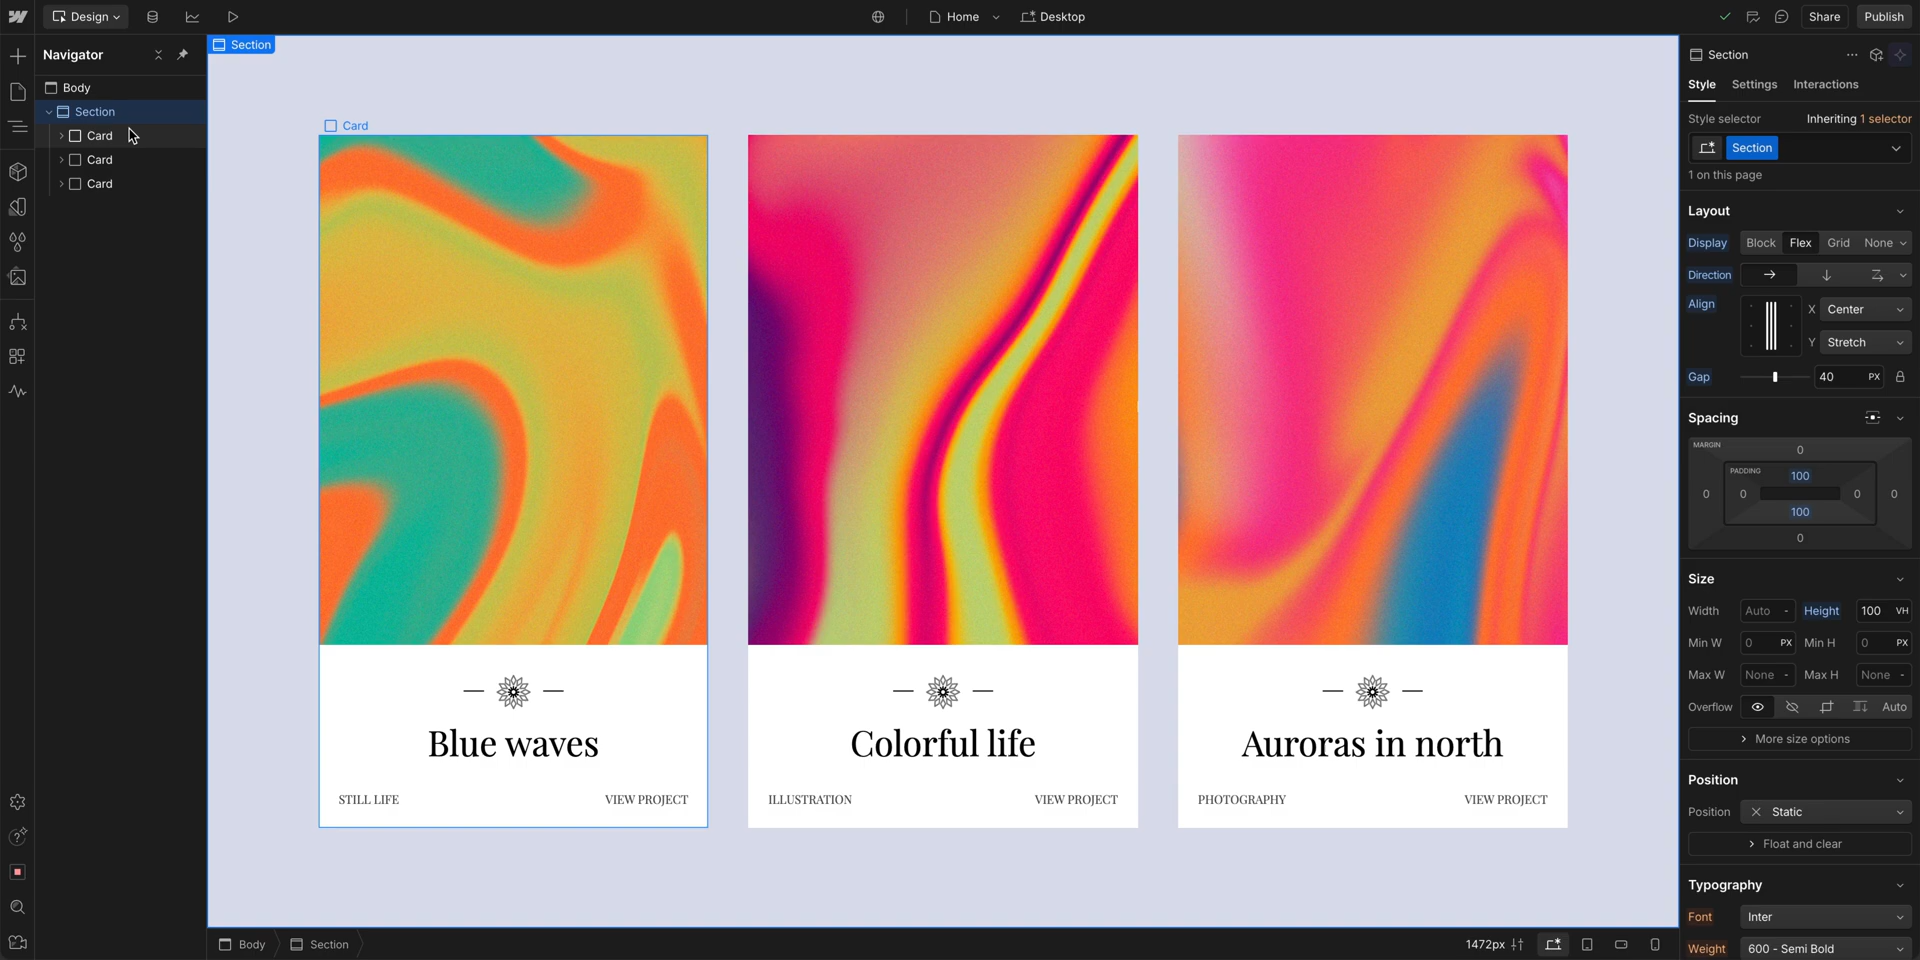 Design
Home
Desktop
Share
Publish
Navigator
Body
Section
Card
Card
Card
Section
Card
Blue waves
STILL LIFE
VIEW PROJECT
Colorful life
ILLUSTRATION
VIEW PROJECT
Auroras in north
PHOTOGRAPHY
VIEW PROJECT
Body
Section
1472px
Section
Style
Settings
Interactions
Style selector
Inheriting 1 selector
Section
1 on this page
Layout
Display
Block
Flex
Grid
None
Direction
Align
X
Center
Y
Stretch
Gap
40
PX
Spacing
MARGIN
0
PADDING
100
0
0
0
0
100
0
Size
Width
Auto
-
Height
100
VH
Min W
0
PX
Min H
0
PX
Max W
None
-
Max H
None
-
Overflow
Auto
More size options
Position
Position
Static
Float and clear
Typography
Font
Inter
Weight
600 - Semi Bold